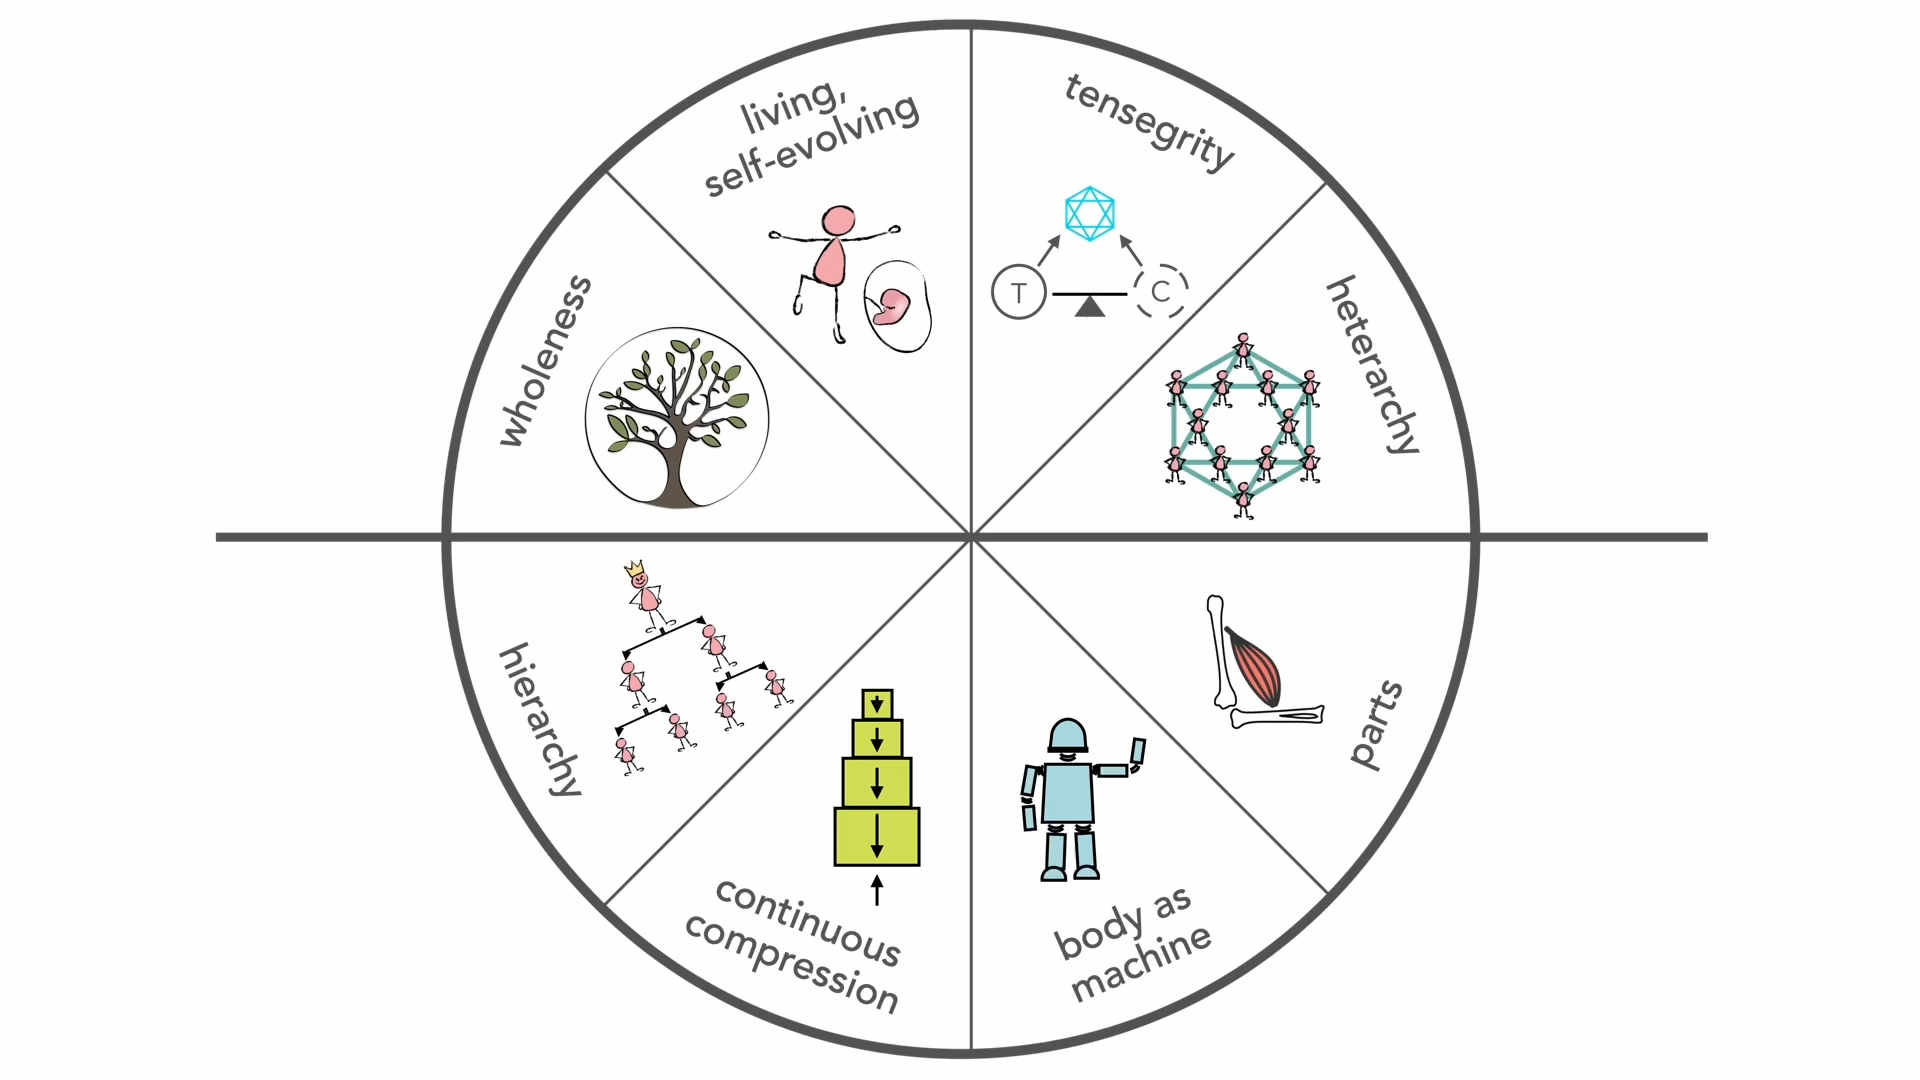 living,
self-evolving
tensegrity
T
C
wholeness
heterarchy
hierarchy
parts
continuous
compression
body as
machine